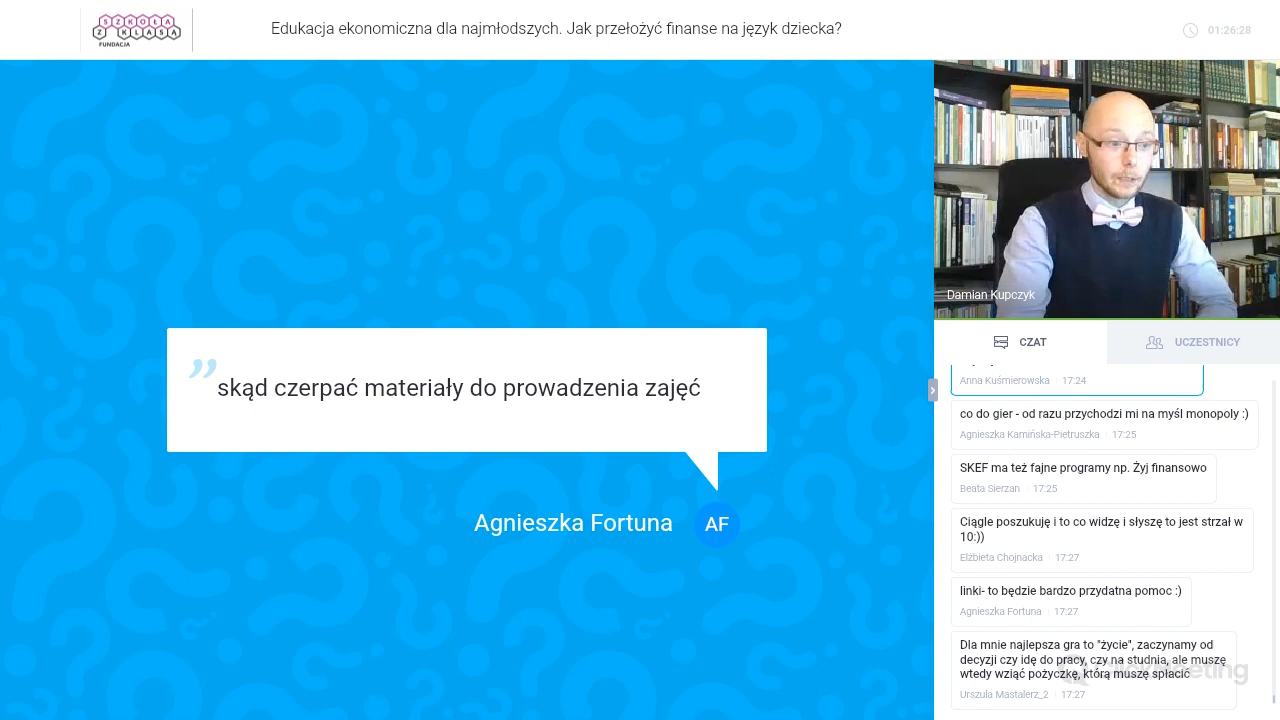 SZKOŁA
Z KLASĄ
FUNDACJA
Edukacja ekonomiczna dla najmłodszych. Jak przełożyć finanse na język dziecka?
01:26:28
skąd czerpać materiały do prowadzenia zajęć
Agnieszka Fortuna
AF
Damian Kupczyk
CZAT
UCZESTNICY
Anna Kuśmierowska 17:24
co do gier - od razu przychodzi mi na myśl monopoly :)
Agnieszka Kamińska-Pietruszka 17:25
SKEF ma też fajne programy np. Żyj finansowo
Beata Sierzan 17:25
Ciągle poszukuję i to co widzę i słyszę to jest strzał w
10:))
Elżbieta Chojnacka 17:27
linki- to będzie bardzo przydatna pomoc :)
Agnieszka Fortuna 17:27
Dla mnie najlepsza gra to "życie", zaczynamy od
decyzji czy idę do pracy, czy na studnia, ale muszę
wtedy wziąć pożyczkę, którą muszę spłacić
Urszula Mastalerz_2 17:27
ClickMeeting